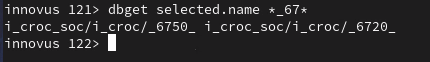 innovus 121> dbget selected.name *_67*
i_croc_soc/i_croc/_6750_ i_croc_soc/i_croc/_6720_
innovus 122>